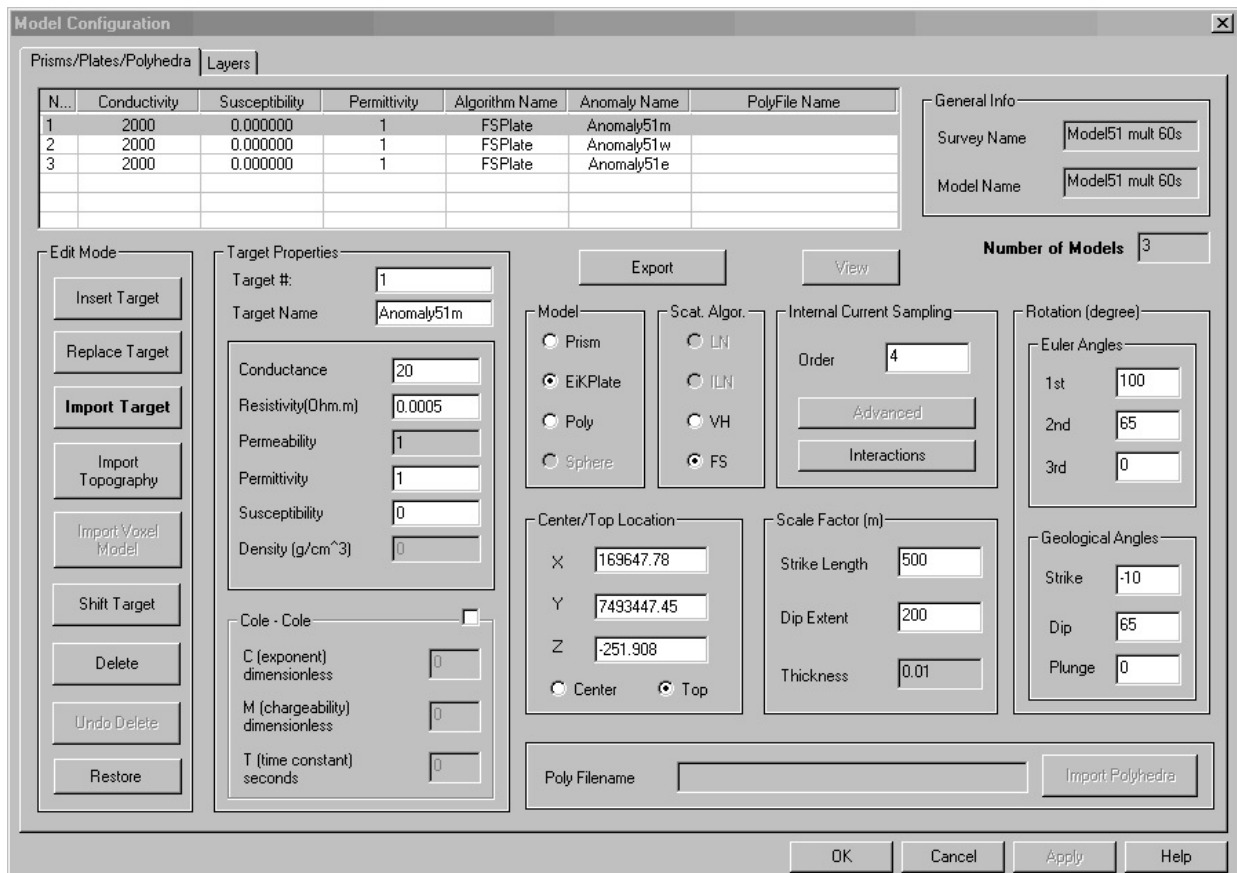 Model Configuration
Prisms/Plates/Polyhedra Layers
N... Conductivity Susceptibility Permittivity Algorithm Name Anomaly Name PolyFile Name
1 2000 0.000000 1 FSPlate Anomaly51m
2 2000 0.000000 1 FSPlate Anomaly51w
3 2000 0.000000 1 FSPlate Anomaly51e
General Info
Survey Name Model51 mult 60s
Model Name Model51 mult 60s
Number of Models 3
Edit Mode
Insert Target
Replace Target
Import Target
Import
Topography
Import Voxel
Model
Shift Target
Delete
Undo Delete
Restore
Target Properties
Target #: 1
Target Name Anomaly51m
Conductance 20
Resistivity(Ohm.m) 0.0005
Permeability 1
Permittivity 1
Susceptibility 0
Density (g/cm^3) 0
Cole - Cole
C (exponent)
dimensionless 0
M (chargeability)
dimensionless 0
T (time constant)
seconds 0
Export View
Model
Prism
EiKPlate
Poly
Sphere
Scat. Algor.
LN
ILN
VH
FS
Internal Current Sampling
Order 4
Advanced
Interactions
Rotation (degree)
Euler Angles
1st 100
2nd 65
3rd 0
Geological Angles
Strike -10
Dip 65
Plunge 0
Center/Top Location
X 169647.78
Y 7493447.45
Z -251.908
Center Top
Scale Factor (m)
Strike Length 500
Dip Extent 200
Thickness 0.01
Poly Filename Import Polyhedra
OK Cancel Apply Help